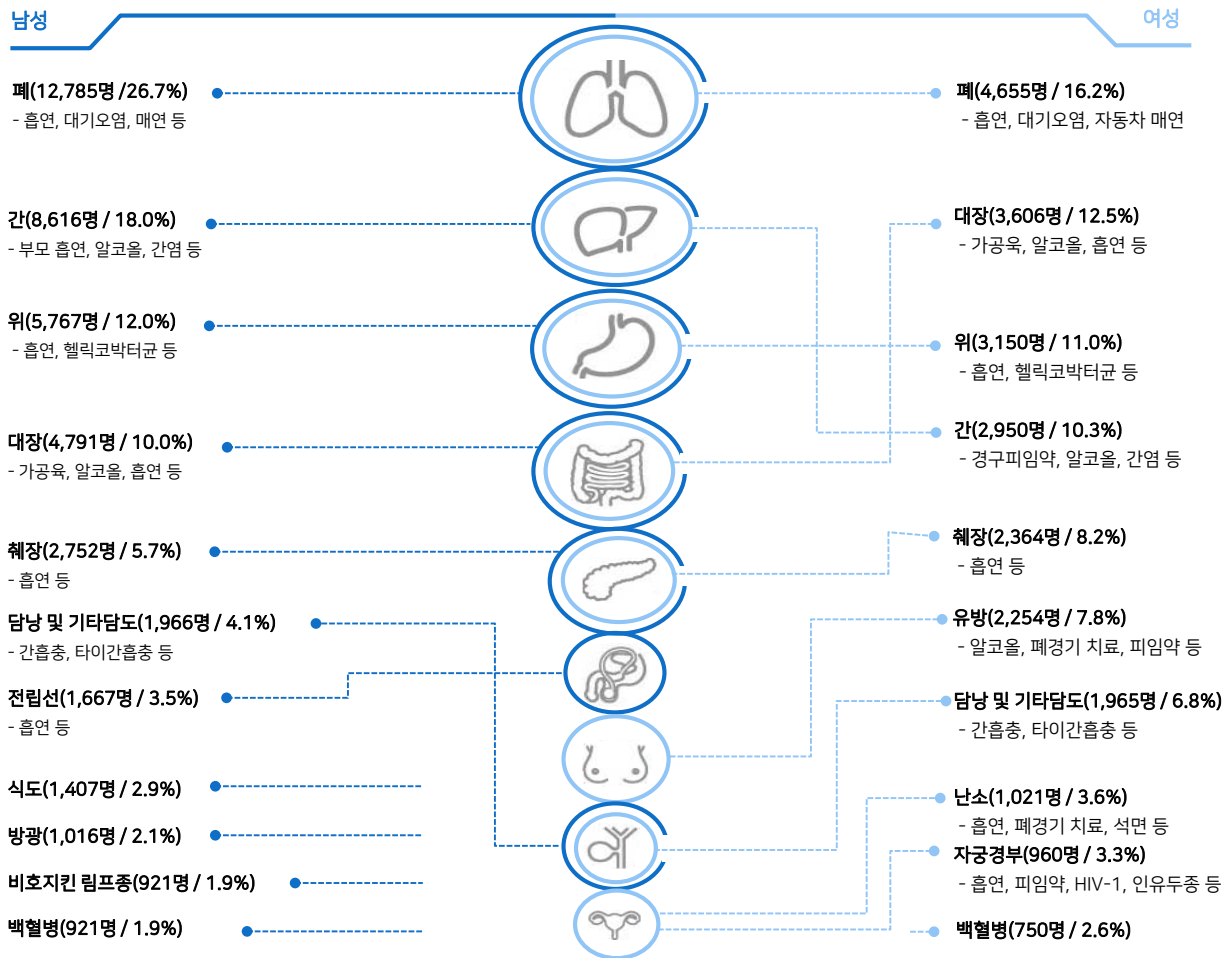 남성
여성
폐(12,785명 /26.7%)
- 흡연, 대기오염, 매연 등
간(8,616명 / 18.0%)
- 부모 흡연, 알코올, 간염 등
위(5,767명 / 12.0%)
- 흡연, 헬릭코박터균 등
대장(4,791명 / 10.0%)
- 가공육, 알코올, 흡연 등
췌장(2,752명 / 5.7%)
- 흡연 등
담낭 및 기타담도(1,966명 / 4.1%)
- 간흡충, 타이간흡충 등
전립선(1,667명 / 3.5%)
- 흡연 등
식도(1,407명 / 2.9%)
방광(1,016명 / 2.1%)
비호지킨 림프종(921명 / 1.9%)
백혈병(921명 / 1.9%)
폐(4,655명 / 16.2%)
- 흡연, 대기오염, 자동차 매연
대장(3,606명 / 12.5%)
- 가공육, 알코올, 흡연 등
위(3,150명 / 11.0%)
- 흡연, 헬릭코박터균 등
간(2,950명 / 10.3%)
- 경구피임약, 알코올, 간염 등
췌장(2,364명 / 8.2%)
- 흡연 등
유방(2,254명 / 7.8%)
- 알코올, 폐경기 치료, 피임약 등
담낭 및 기타담도(1,965명 / 6.8%)
- 간흡충, 타이간흡충 등
난소(1,021명 / 3.6%)
- 흡연, 폐경기 치료, 석면 등
자궁경부(960명 / 3.3%)
- 흡연, 피임약, HIV-1, 인유두종 등
백혈병(750명 / 2.6%)